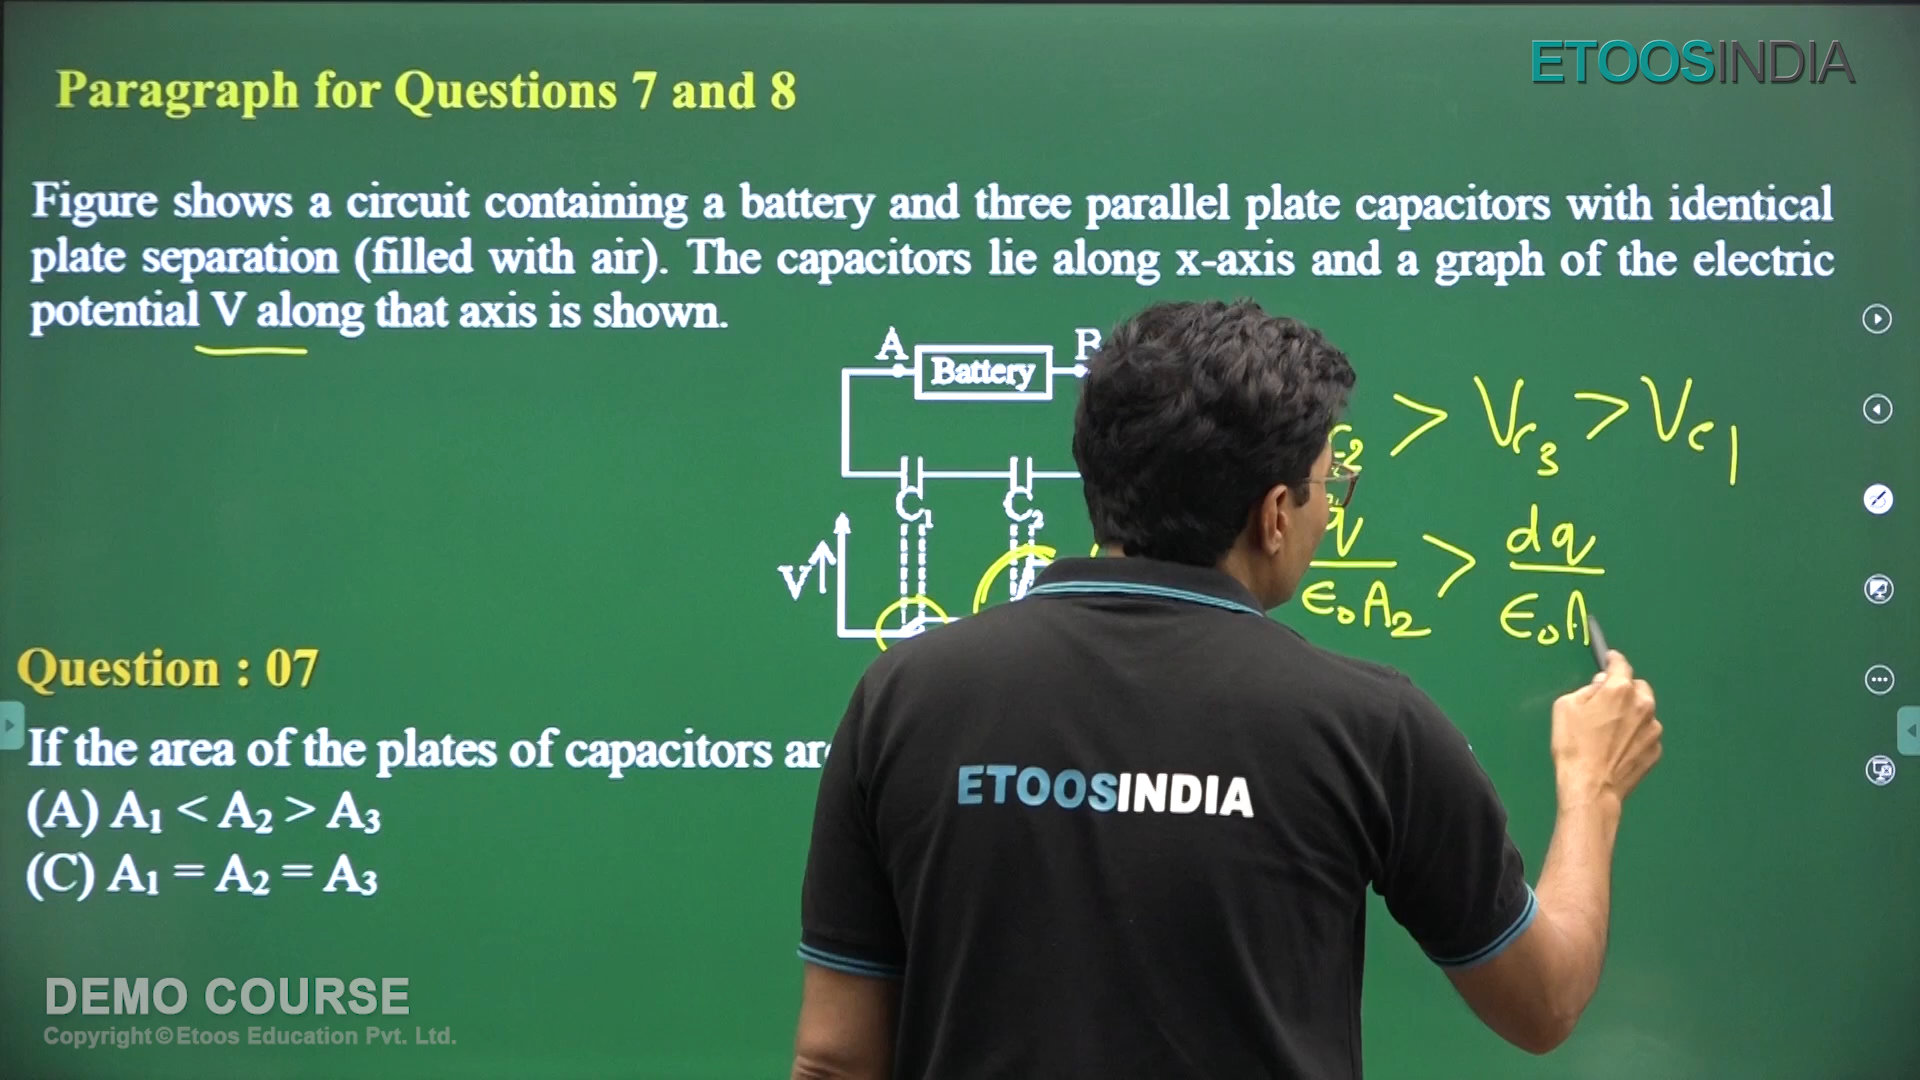 ETOOSINDIA
Paragraph for Questions 7 and 8
Figure shows a circuit containing a battery and three parallel plate capacitors with identical
plate separation (filled with air). The capacitors lie along x-axis and a graph of the electric
potential V along that axis is shown.
A Battery B
C₁ C₂
V↑
> V_C₃ > V_C₁
q/ε₀A₂ > dq/ε₀A
Question : 07
If the area of the plates of capacitors
(A) A₁ < A₂ > A₃
(C) A₁ = A₂ = A₃
ETOOSINDIA
DEMO COURSE
Copyright © Etoos Education Pvt. Ltd.